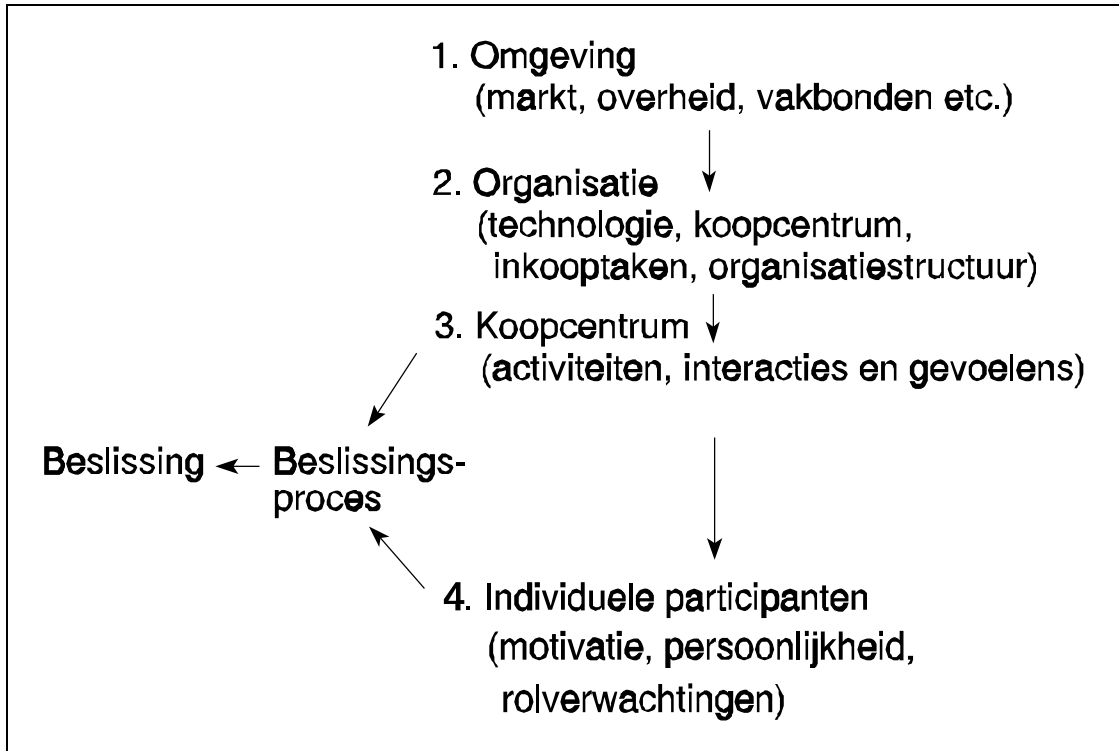 1. Omgeving
(markt, overheid, vakbonden etc.)
2. Organisatie
(technologie, koopcentrum,
inkooptaken, organisatiestructuur)
3. Koopcentrum
(activiteiten, interacties en gevoelens)
Beslissing
Beslissings-
proces
4. Individuele participanten
(motivatie, persoonlijkheid,
rolverwachtingen)